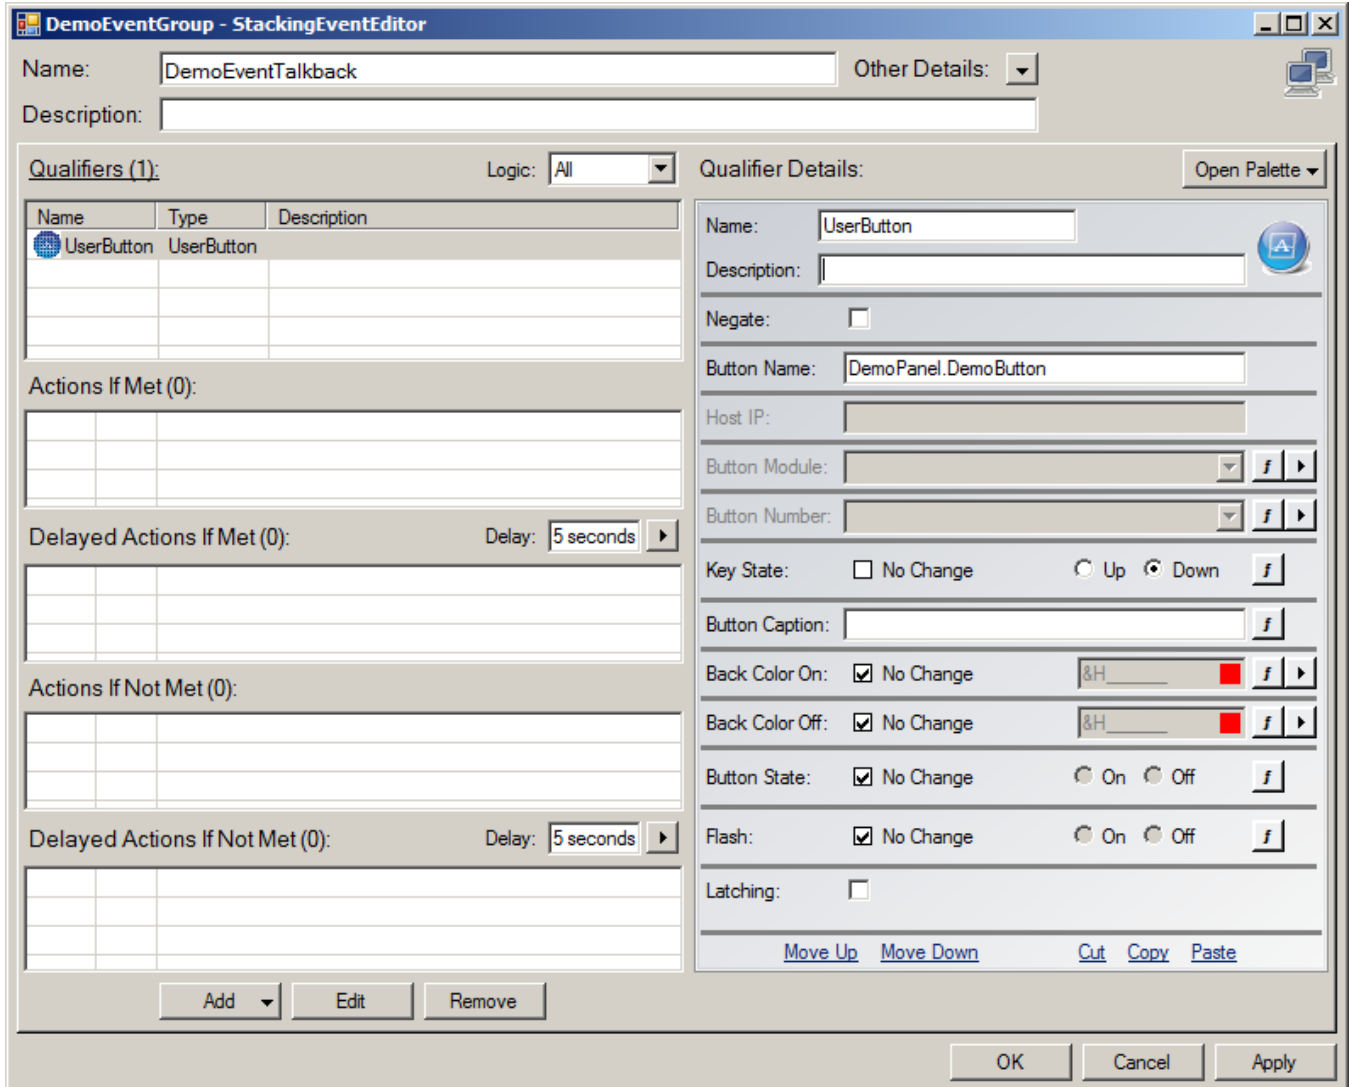 DemoEventGroup - StackingEventEditor
Name: DemoEventTalkback Other Details:
Description:
Qualifiers (1): Logic: All
Name Type Description
UserButton UserButton
Actions If Met (0):
Delayed Actions If Met (0): Delay: 5 seconds
Actions If Not Met (0):
Delayed Actions If Not Met (0): Delay: 5 seconds
Add Edit Remove
Qualifier Details: Open Palette
Name: UserButton
A
Description:
Negate:
Button Name: DemoPanel.DemoButton
Host IP:
Button Module: f
Button Number: f
Key State: No Change Up Down f
Button Caption: f
Back Color On: No Change &H______ f
Back Color Off: No Change &H______ f
Button State: No Change On Off f
Flash: No Change On Off f
Latching:
Move Up Move Down Cut Copy Paste
OK Cancel Apply